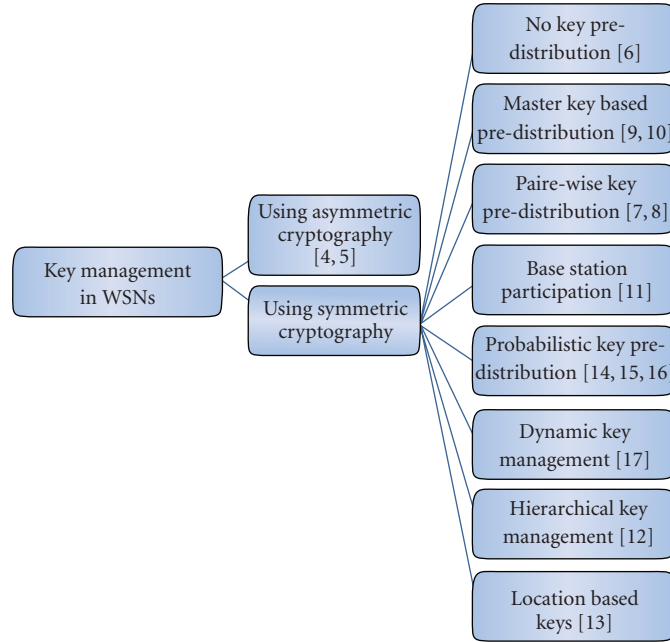 Key management
in WSNs
Using asymmetric
cryptography
[4, 5]
Using symmetric
cryptography
No key pre-
distribution [6]
Master key based
pre-distribution [9, 10]
Paire-wise key
pre-distribution [7, 8]
Base station
participation [11]
Probabilistic key pre-
distribution [14, 15, 16]
Dynamic key
management [17]
Hierarchical key
management [12]
Location based
keys [13]